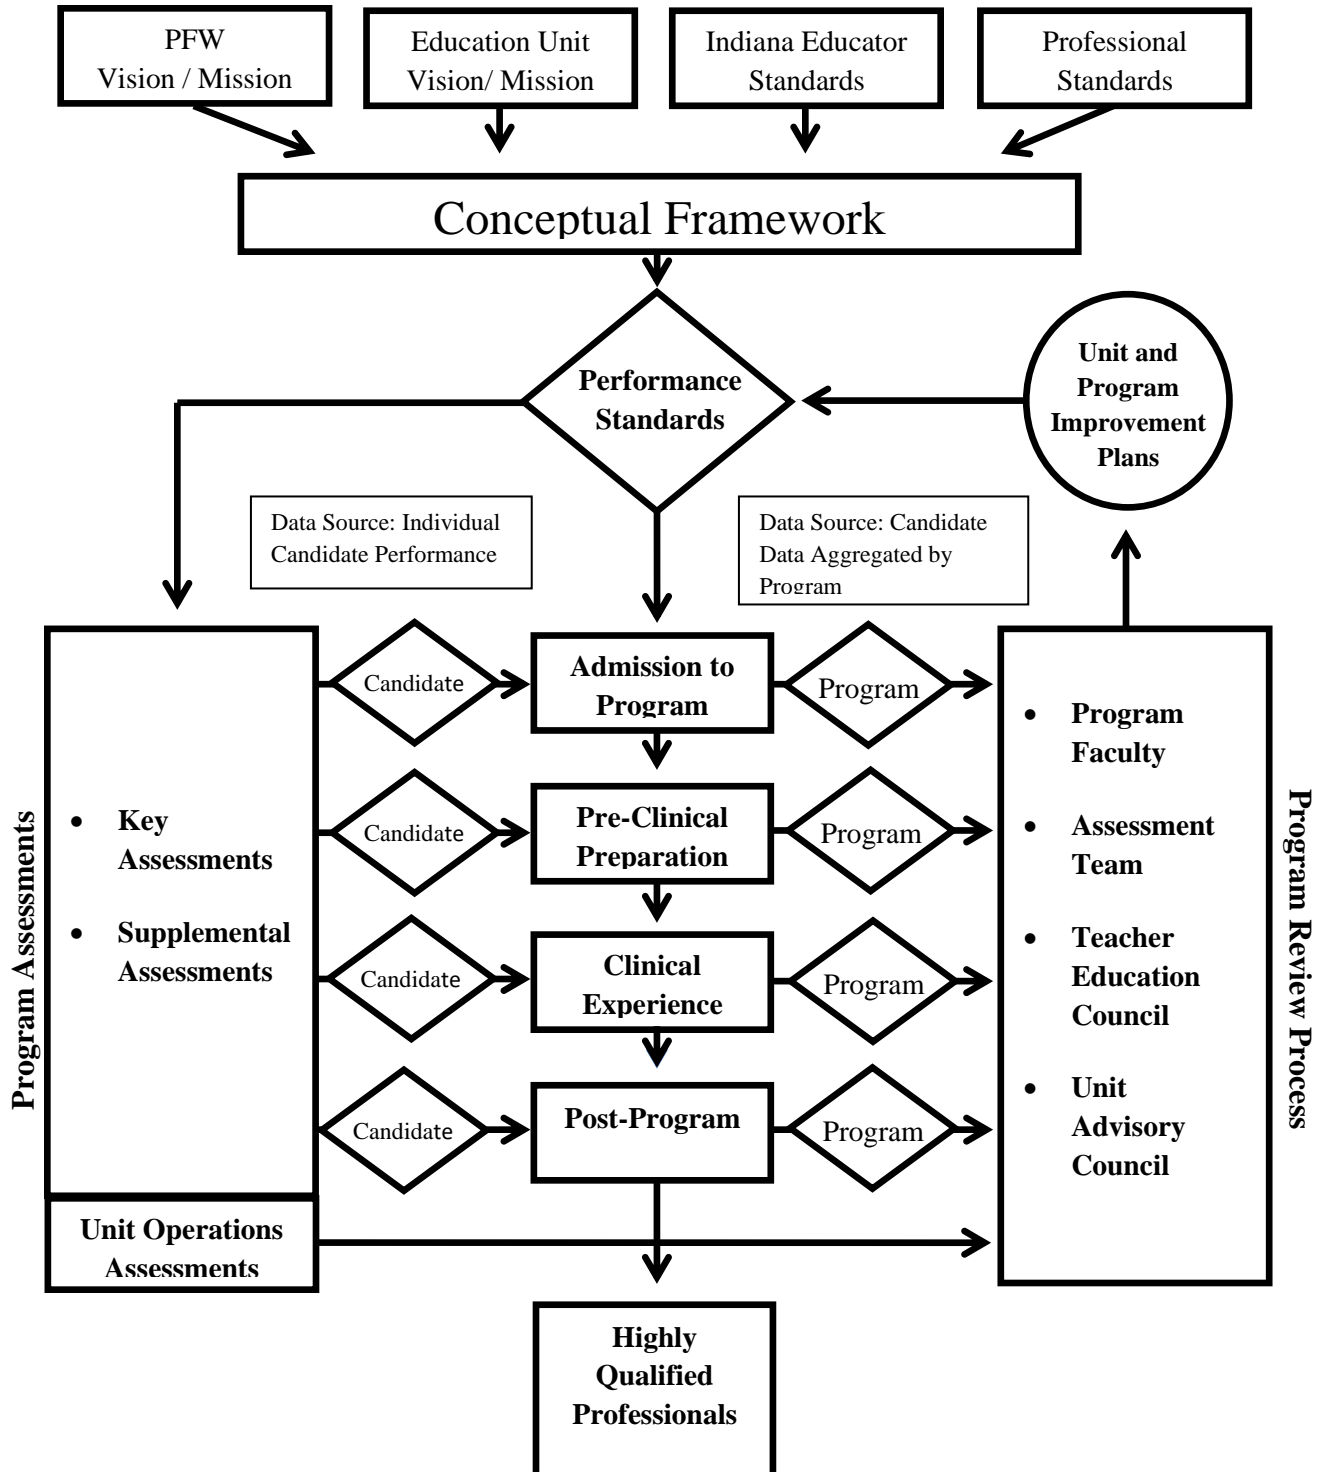 PFW
Vision / Mission
Education Unit
Vision/ Mission
Indiana Educator
Standards
Professional
Standards
Conceptual Framework
Performance
Standards
Unit and
Program
Improvement
Plans
Data Source: Individual
Candidate Performance
Data Source: Candidate
Data Aggregated by
Program
Program Assessments
• Key
Assessments
• Supplemental
Assessments
Candidate
Admission to
Program
Program
Candidate
Pre-Clinical
Preparation
Program
Candidate
Clinical
Experience
Program
Candidate
Post-Program
Program
• Program
Faculty
• Assessment
Team
• Teacher
Education
Council
• Unit
Advisory
Council
Program Review Process
Unit Operations
Assessments
Highly
Qualified
Professionals